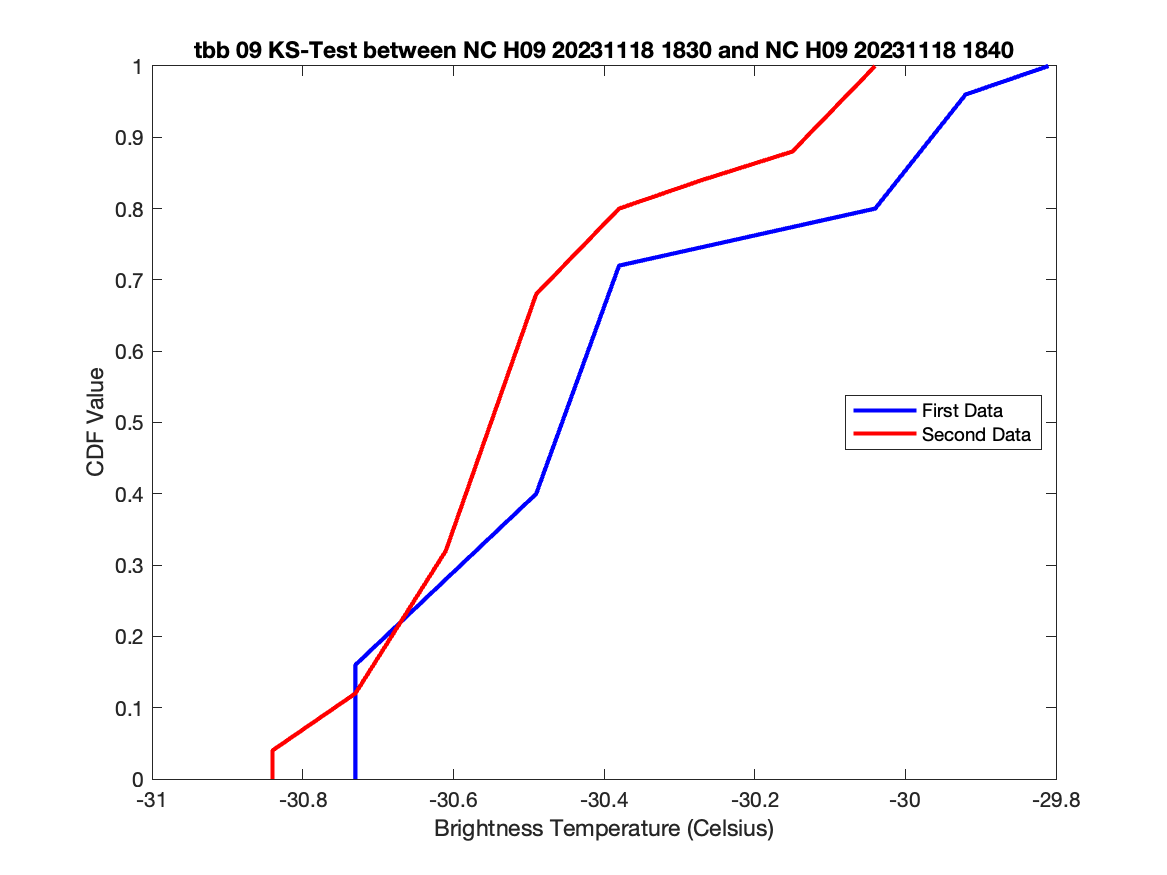 tbb 09 KS-Test between NC H09 20231118 1830 and NC H09 20231118 1840
1
0.9
0.8
0.7
0.6
0.5
0.4
0.3
0.2
0.1
0
CDF Value
First Data
Second Data
-31 -30.8 -30.6 -30.4 -30.2 -30 -29.8
Brightness Temperature (Celsius)